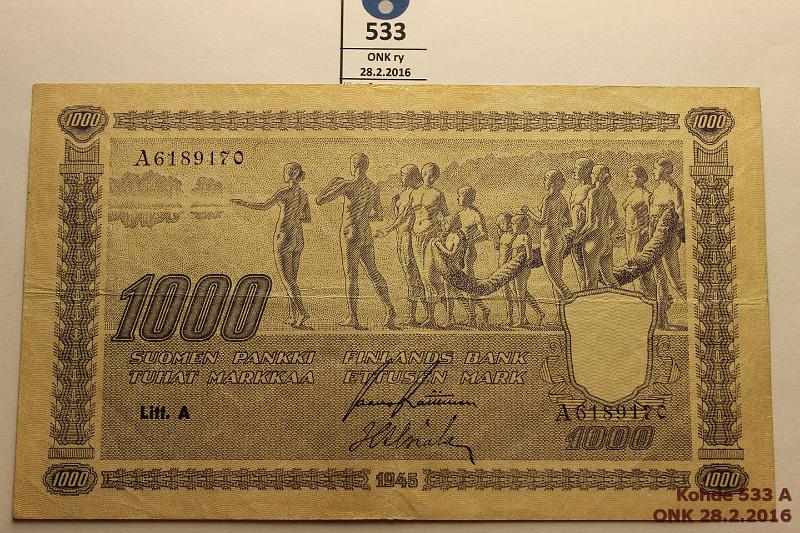 533
ONK ry
28.2.2016
1000 1000
A6189170
1000
SUOMEN PANKKI FINLANDS BANK
TUHAT MARKKAA ETTUSEN MARK
Litt. A
A6189170
1000
1000 1945 1000
Kohde 533 A
ONK 28.2.2016